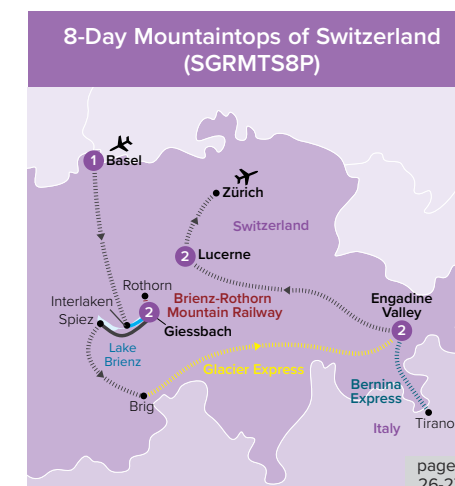 8-Day Mountaintops of Switzerland
(SGRMTS8P)
1 Basel
Zürich
Switzerland
2 Lucerne
Rothorn
Interlaken
Brienz-Rothorn
Mountain Railway
2
Spiez
Giessbach
Engadine
Valley
2
Lake
Brienz
Glacier Express
Bernina
Express
Brig
Tirano
Italy
page